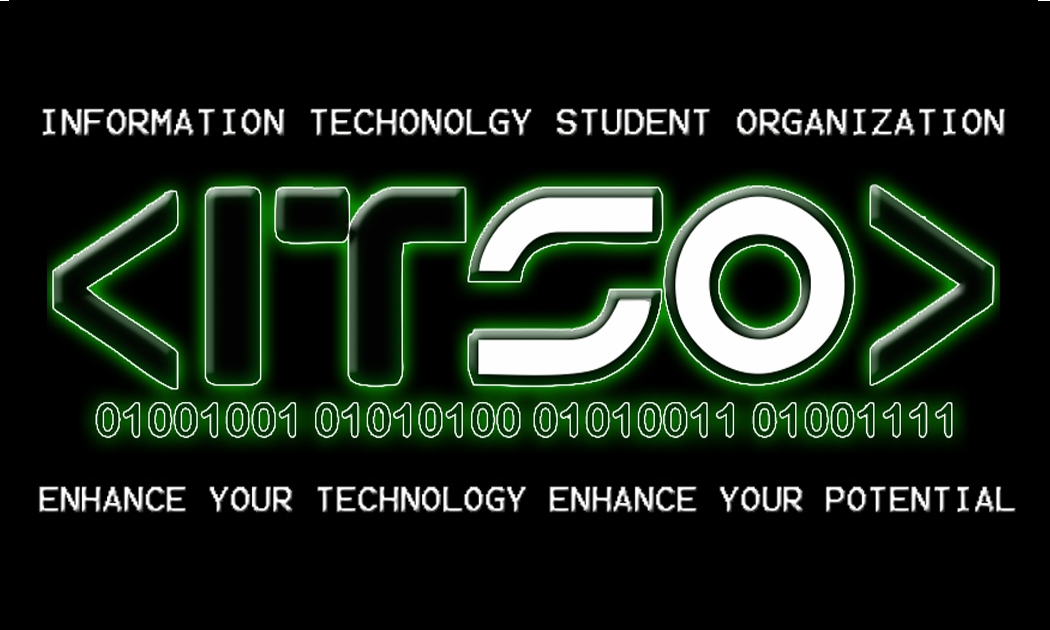 INFORMATION TECHONOLGY STUDENT ORGANIZATION
<ITSO>
01001001 01010100 01010011 01001111
ENHANCE YOUR TECHNOLOGY ENHANCE YOUR POTENTIAL